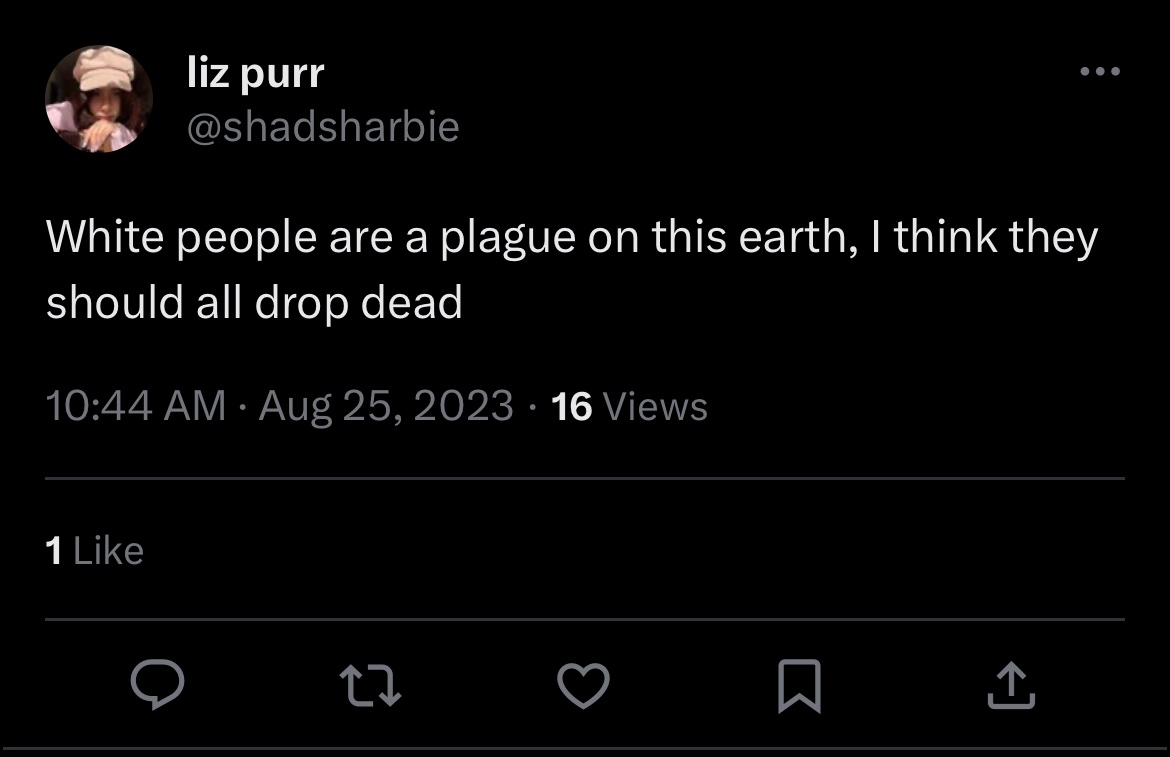 liz purr
@shadsharbie
White people are a plague on this earth, I think they
should all drop dead
10:44 AM · Aug 25, 2023 · 16 Views
1 Like